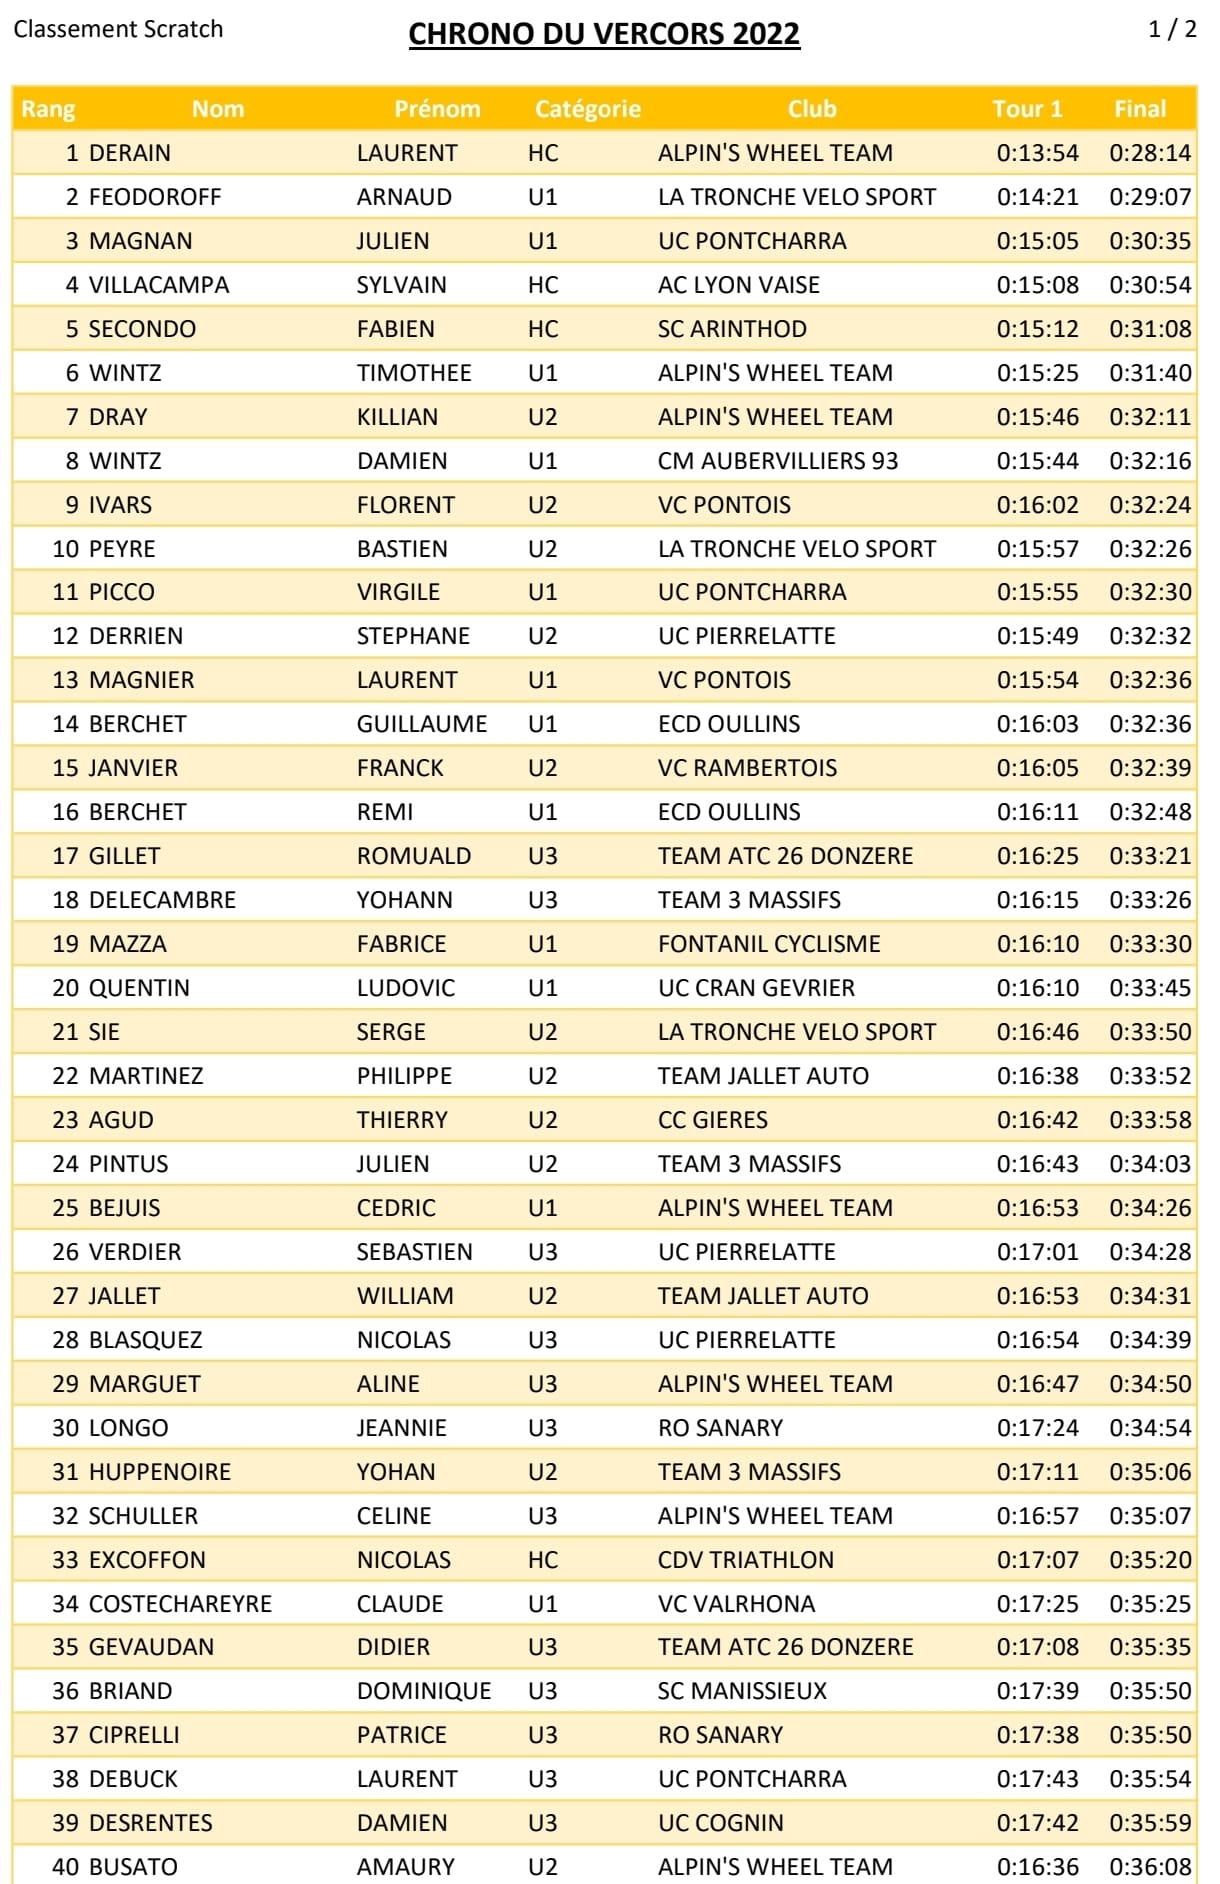 Classement Scratch CHRONO DU VERCORS 2022 1 / 2
Rang Nom Prénom Catégorie Club Tour 1 Final
1 DERAIN LAURENT HC ALPIN'S WHEEL TEAM 0:13:54 0:28:14
2 FEODOROFF ARNAUD U1 LA TRONCHE VELO SPORT 0:14:21 0:29:07
3 MAGNAN JULIEN U1 UC PONTCHARRA 0:15:05 0:30:35
4 VILLACAMPA SYLVAIN HC AC LYON VAISE 0:15:08 0:30:54
5 SECONDO FABIEN HC SC ARINTHOD 0:15:12 0:31:08
6 WINTZ TIMOTHEE U1 ALPIN'S WHEEL TEAM 0:15:25 0:31:40
7 DRAY KILLIAN U2 ALPIN'S WHEEL TEAM 0:15:46 0:32:11
8 WINTZ DAMIEN U1 CM AUBERVILLIERS 93 0:15:44 0:32:16
9 IVARS FLORENT U2 VC PONTOIS 0:16:02 0:32:24
10 PEYRE BASTIEN U2 LA TRONCHE VELO SPORT 0:15:57 0:32:26
11 PICCO VIRGILE U1 UC PONTCHARRA 0:15:55 0:32:30
12 DERRIEN STEPHANE U2 UC PIERRELATTE 0:15:49 0:32:32
13 MAGNIER LAURENT U1 VC PONTOIS 0:15:54 0:32:36
14 BERCHET GUILLAUME U1 ECD OULLINS 0:16:03 0:32:36
15 JANVIER FRANCK U2 VC RAMBERTOIS 0:16:05 0:32:39
16 BERCHET REMI U1 ECD OULLINS 0:16:11 0:32:48
17 GILLET ROMUALD U3 TEAM ATC 26 DONZERE 0:16:25 0:33:21
18 DELECAMBRE YOHANN U3 TEAM 3 MASSIFS 0:16:15 0:33:26
19 MAZZA FABRICE U1 FONTANIL CYCLISME 0:16:10 0:33:30
20 QUENTIN LUDOVIC U1 UC CRAN GEVRIER 0:16:10 0:33:45
21 SIE SERGE U2 LA TRONCHE VELO SPORT 0:16:46 0:33:50
22 MARTINEZ PHILIPPE U2 TEAM JALLET AUTO 0:16:38 0:33:52
23 AGUD THIERRY U2 CC GIERES 0:16:42 0:33:58
24 PINTUS JULIEN U2 TEAM 3 MASSIFS 0:16:43 0:34:03
25 BEJUIS CEDRIC U1 ALPIN'S WHEEL TEAM 0:16:53 0:34:26
26 VERDIER SEBASTIEN U3 UC PIERRELATTE 0:17:01 0:34:28
27 JALLET WILLIAM U2 TEAM JALLET AUTO 0:16:53 0:34:31
28 BLASQUEZ NICOLAS U3 UC PIERRELATTE 0:16:54 0:34:39
29 MARGUET ALINE U3 ALPIN'S WHEEL TEAM 0:16:47 0:34:50
30 LONGO JEANNIE U3 RO SANARY 0:17:24 0:34:54
31 HUPPENOIRE YOHAN U2 TEAM 3 MASSIFS 0:17:11 0:35:06
32 SCHULLER CELINE U3 ALPIN'S WHEEL TEAM 0:16:57 0:35:07
33 EXCOFFON NICOLAS HC CDV TRIATHLON 0:17:07 0:35:20
34 COSTECHAREYRE CLAUDE U1 VC VALRHONA 0:17:25 0:35:25
35 GEVAUDAN DIDIER U3 TEAM ATC 26 DONZERE 0:17:08 0:35:35
36 BRIAND DOMINIQUE U3 SC MANISSIEUX 0:17:39 0:35:50
37 CIPRELLI PATRICE U3 RO SANARY 0:17:38 0:35:50
38 DEBUCK LAURENT U3 UC PONTCHARRA 0:17:43 0:35:54
39 DESRENTES DAMIEN U3 UC COGNIN 0:17:42 0:35:59
40 BUSATO AMAURY U2 ALPIN'S WHEEL TEAM 0:16:36 0:36:08